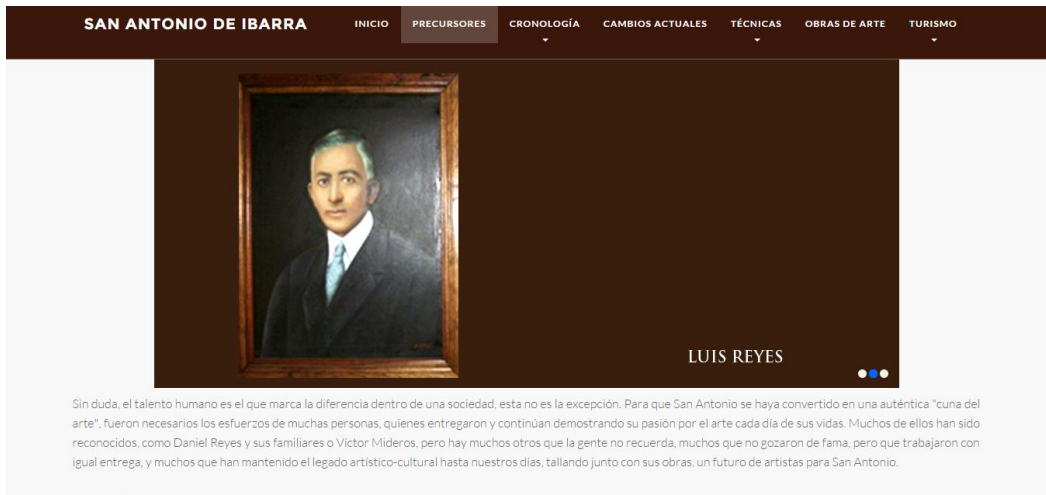 SAN ANTONIO DE IBARRA INICIO PRECURSORES CRONOLOGÍA CAMBIOS ACTUALES TÉCNICAS OBRAS DE ARTE TURISMO
LUIS REYES
Sin duda, el talento humano es el que marca la diferencia dentro de una sociedad, esta no es la excepción. Para que San Antonio se haya convertido en una auténtica "cuna del
arte", fueron necesarios los esfuerzos de muchas personas, quienes entregaron y continúan demostrando su pasión por el arte cada día de sus vidas. Muchos de ellos han sido
reconocidos, como Daniel Reyes y sus familiares o Víctor Mideros, pero hay muchos otros que la gente no recuerda, muchos que no gozaron de fama, pero que trabajaron con
igual entrega, y muchos que han mantenido el legado artístico-cultural hasta nuestros días, tallando junto con sus obras, un futuro de artistas para San Antonio.